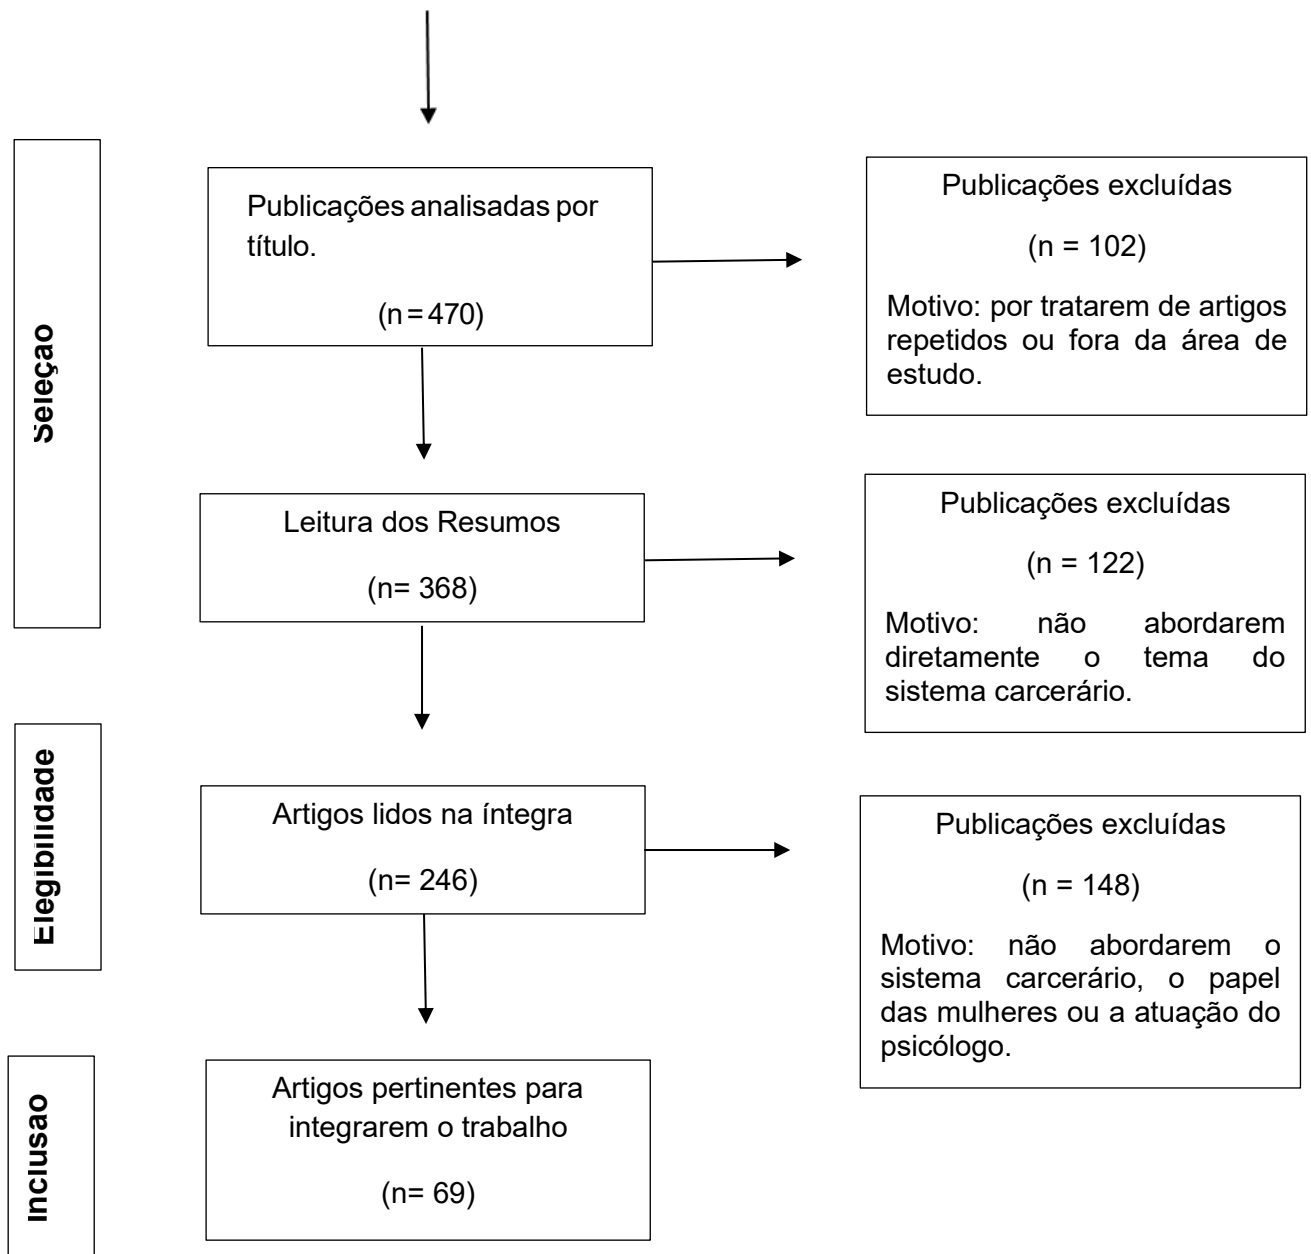 Seleçao
Publicações analisadas por
título.
(n = 470)
Publicações excluídas
(n = 102)
Motivo: por tratarem de artigos
repetidos ou fora da área de
estudo.
Leitura dos Resumos
(n= 368)
Publicações excluídas
(n = 122)
Motivo: não abordarem
diretamente o tema do
sistema carcerário.
Elegibilidade
Artigos lidos na íntegra
(n= 246)
Publicações excluídas
(n = 148)
Motivo: não abordarem o
sistema carcerário, o papel
das mulheres ou a atuação do
psicólogo.
Inclusao
Artigos pertinentes para
integrarem o trabalho
(n= 69)